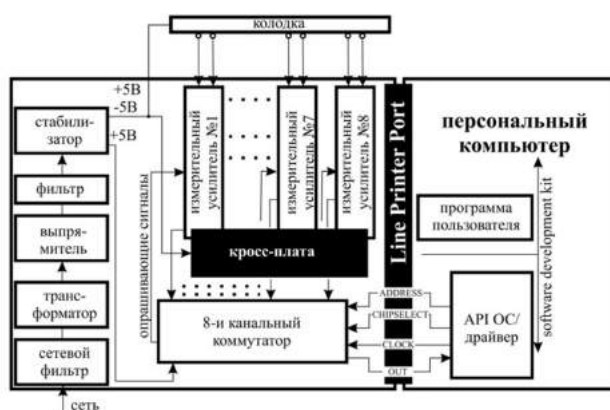 колодка
+5В
-5В
+5В
стабили-
затор
фильтр
выпря-
митель
транс-
форматор
сетевой
фильтр
сеть
опрашивающие сигналы
измерительный
усилитель №1
измерительный
усилитель №7
измерительный
усилитель №8
кросс-плата
8-и канальный
коммутатор
Line Printer Port
ADDRESS
CHIPSELECT
CLOCK
OUT
персональный
компьютер
программа
пользователя
API ОС/
драйвер
software development kit